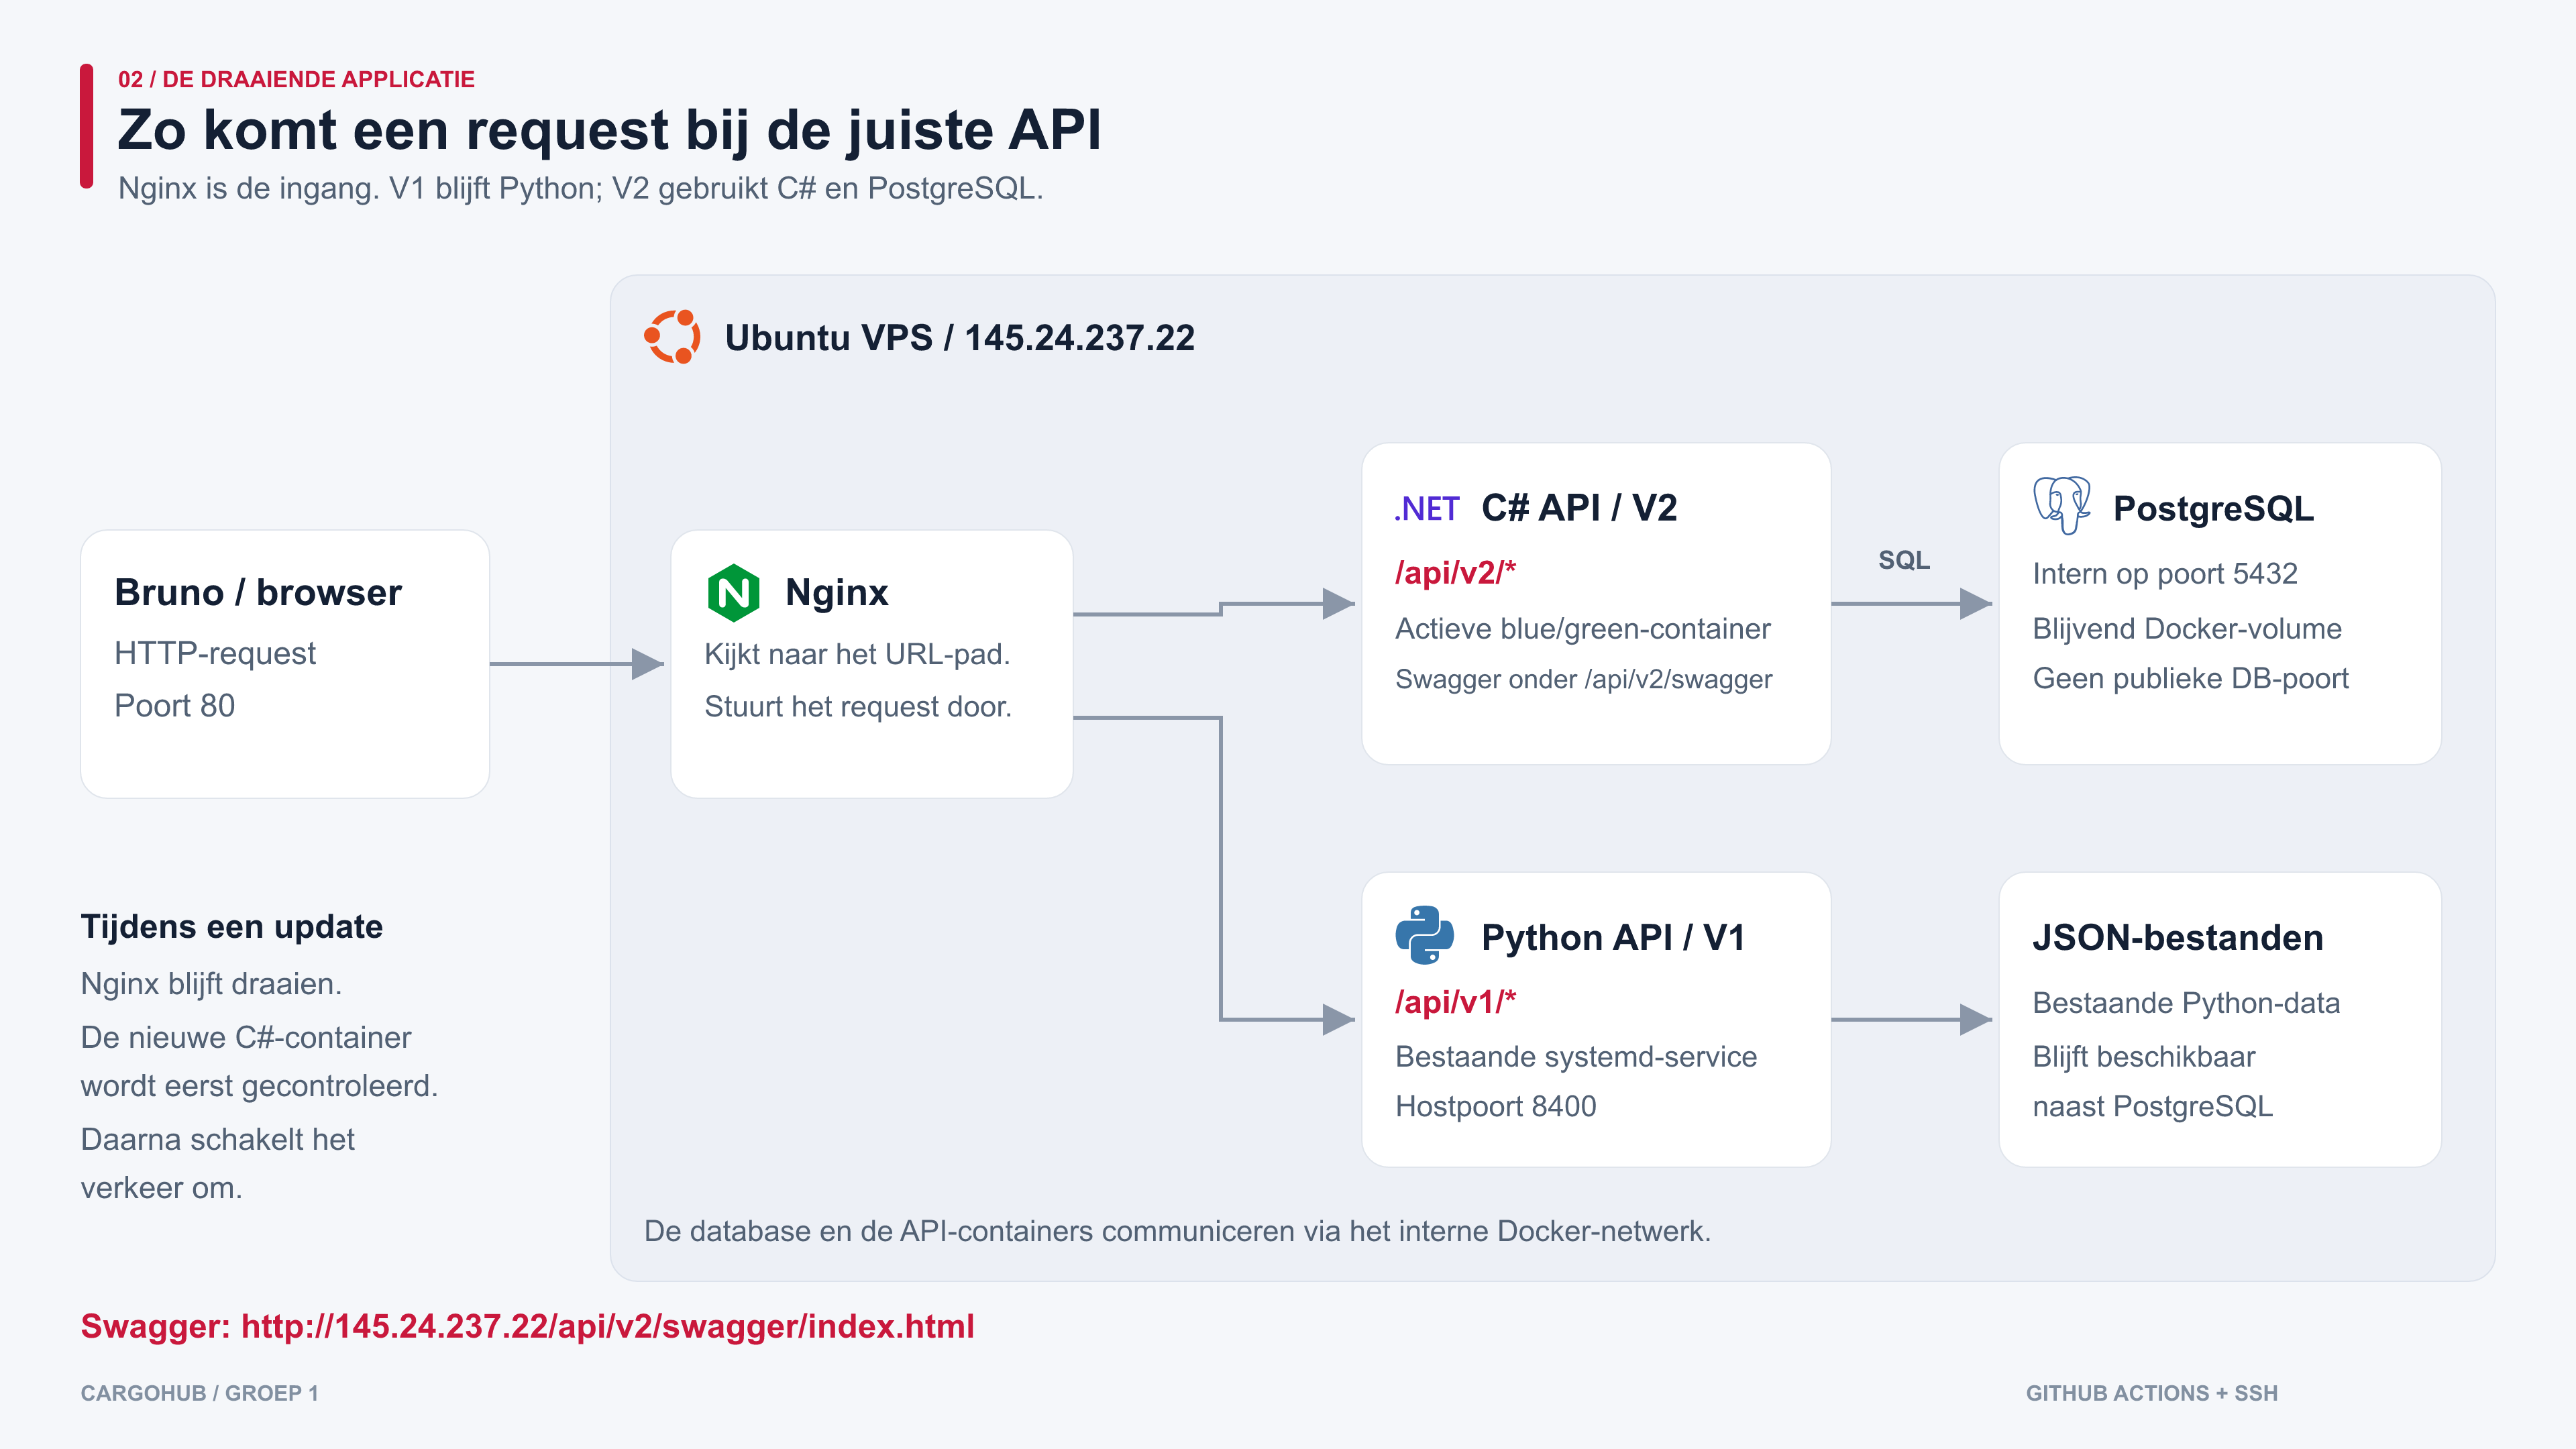 02 / DE DRAAIENDE APPLICATIE
Zo komt een request bij de juiste API
Nginx is de ingang. V1 blijft Python; V2 gebruikt C# en PostgreSQL.
Ubuntu VPS / 145.24.237.22
Bruno / browser
HTTP-request
Poort 80
Nginx
Kijkt naar het URL-pad.
Stuurt het request door.
.NET C# API / V2
/api/v2/*
Actieve blue/green-container
Swagger onder /api/v2/swagger
SQL
PostgreSQL
Intern op poort 5432
Blijvend Docker-volume
Geen publieke DB-poort
Python API / V1
/api/v1/*
Bestaande systemd-service
Hostpoort 8400
JSON-bestanden
Bestaande Python-data
Blijft beschikbaar
naast PostgreSQL
Tijdens een update
Nginx blijft draaien.
De nieuwe C#-container
wordt eerst gecontroleerd.
Daarna schakelt het
verkeer om.
De database en de API-containers communiceren via het interne Docker-netwerk.
Swagger: http://145.24.237.22/api/v2/swagger/index.html
CARGOHUB / GROEP 1
GITHUB ACTIONS + SSH